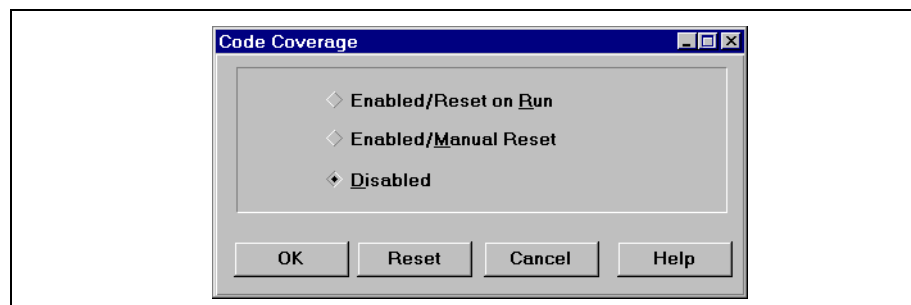 Code Coverage
Enabled/Reset on Run
Enabled/Manual Reset
Disabled
OK Reset Cancel Help